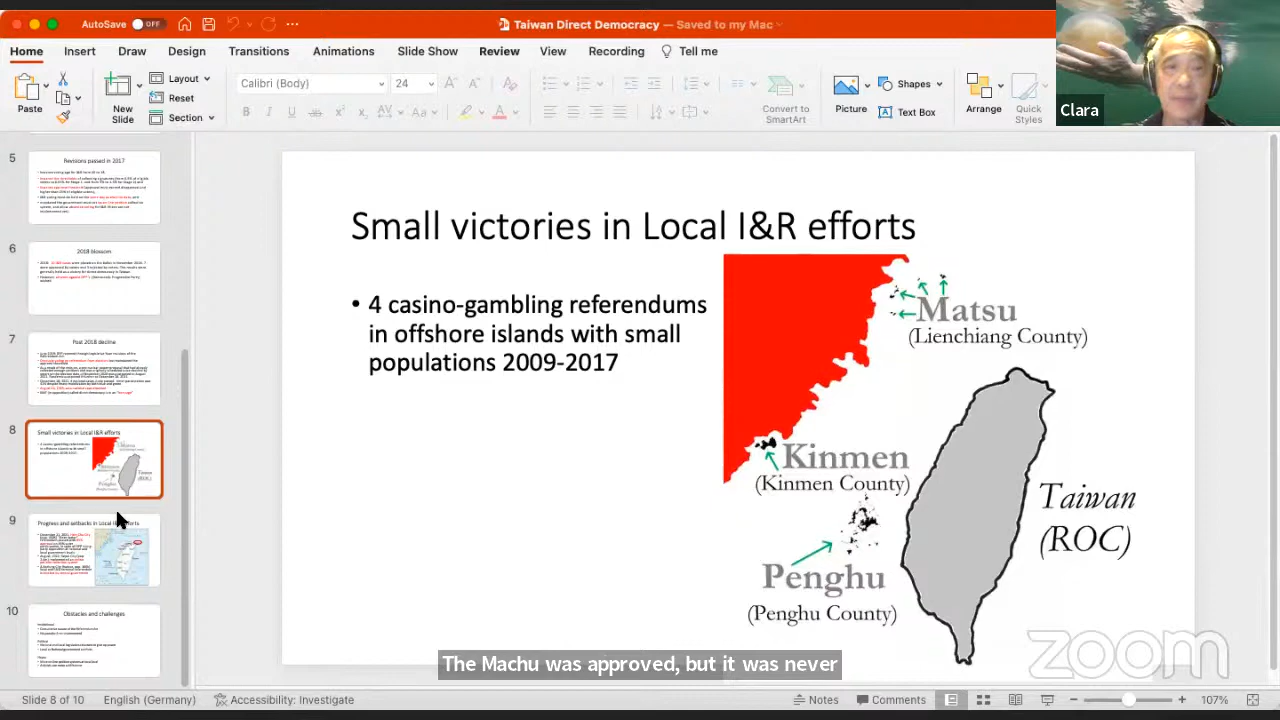 AutoSave OFF
Taiwan Direct Democracy — Saved to my Mac
Home Insert Draw Design Transitions Animations Slide Show Review View Recording Tell me
Paste
New
Slide
Layout
Reset
Section
Calibri (Body) 24
Convert to
SmartArt
Picture
Shapes
Text Box
Arrange
Quick
Styles
Clara
5
Revisions passed in 2017
6
2018 blossom
7
Post 2018 decline
8
Small victories in Local I&R efforts
9
Progress and setbacks in Local I&R efforts
10
Obstacles and challenges
Small victories in Local I&R efforts
• 4 casino-gambling referendums
in offshore islands with small
populations 2009-2017
Matsu
(Lienchiang County)
Kinmen
(Kinmen County)
Penghu
(Penghu County)
Taiwan
(ROC)
The Machu was approved, but it was never
zoom
Slide 8 of 10 English (Germany) Accessibility: Investigate Notes Comments 107%